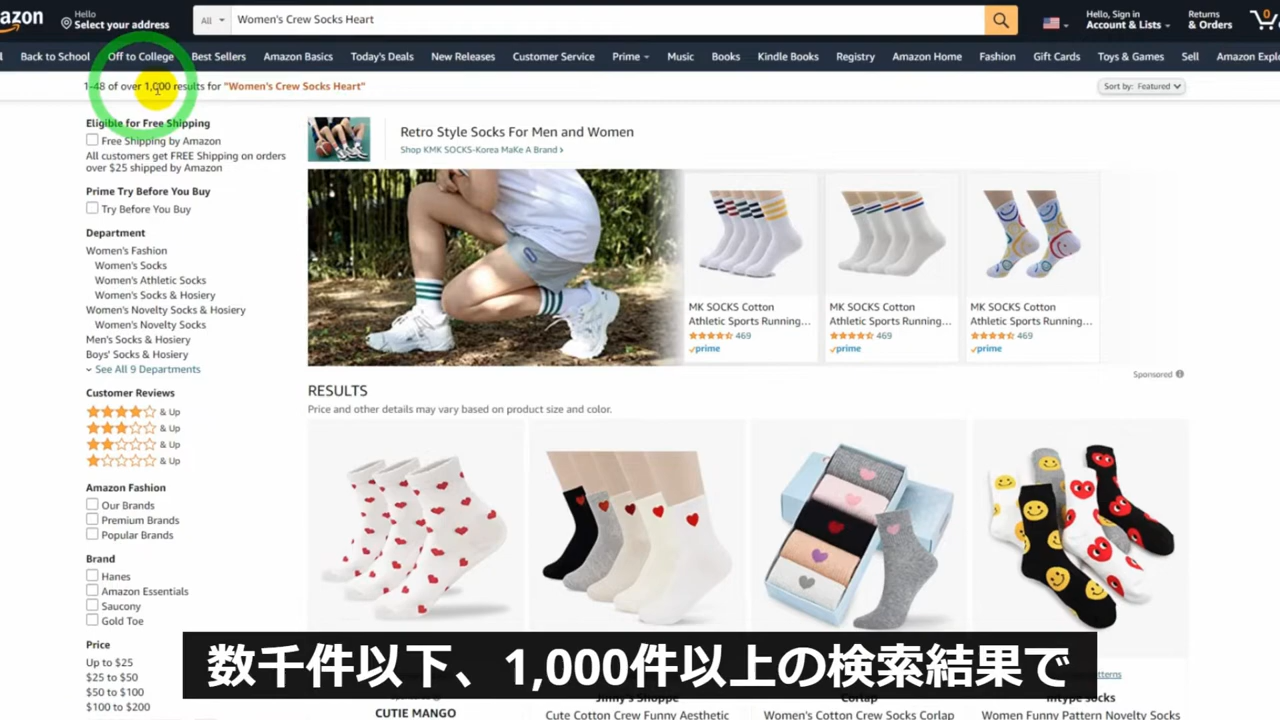 azon
Hello
Select your address
All
Women's Crew Socks Heart
Hello, Sign in
Account & Lists
Returns
& Orders
0
Back to School
Off to College
Best Sellers
Amazon Basics
Today's Deals
New Releases
Customer Service
Prime
Music
Books
Kindle Books
Registry
Amazon Home
Fashion
Gift Cards
Toys & Games
Sell
Amazon Explo
1-48 of over 1,000 results for "Women's Crew Socks Heart"
Sort by: Featured
Eligible for Free Shipping
Free Shipping by Amazon
All customers get FREE Shipping on orders
over $25 shipped by Amazon
Prime Try Before You Buy
Try Before You Buy
Department
Women's Fashion
Women's Socks
Women's Athletic Socks
Women's Socks & Hosiery
Women's Novelty Socks & Hosiery
Women's Novelty Socks
Men's Socks & Hosiery
Boys' Socks & Hosiery
See All 9 Departments
Customer Reviews
& Up
& Up
& Up
& Up
Amazon Fashion
Our Brands
Premium Brands
Popular Brands
Brand
Hanes
Amazon Essentials
Saucony
Gold Toe
Price
Up to $25
$25 to $50
$50 to $100
$100 to $200
Retro Style Socks For Men and Women
Shop KMK SOCKS-Korea MaKe A Brand ›
MK SOCKS Cotton
Athletic Sports Running...
469
prime
MK SOCKS Cotton
Athletic Sports Running...
469
prime
MK SOCKS Cotton
Athletic Sports Running...
469
prime
Sponsored
RESULTS
Price and other details may vary based on product size and color.
CUTIE MANGO
Jinny's Shoppe
Cute Cotton Crew Funny Aesthetic
Corlap
Women's Cotton Crew Socks Corlap
intype socks
Women Funny Pattern Novelty Socks
数千件以下、1,000件以上の検索結果で